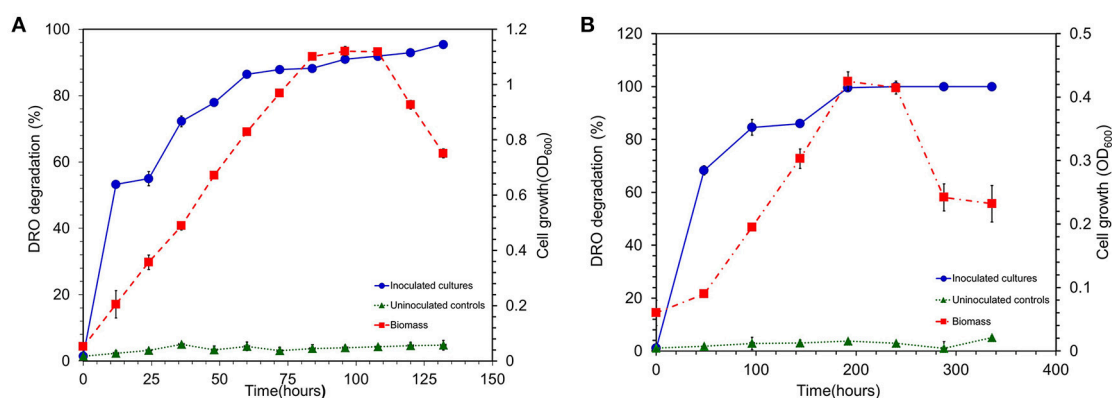 A
100
80
60
40
20
0
DRO degradation (%)
1.2
1
0.8
0.6
0.4
0.2
0
Cell growth(OD600)
0 25 50 75 100 125 150
Time(hours)
Inoculated cultures
Uninoculated controls
Biomass
B
120
100
80
60
40
20
0
DRO degradation (%)
0.5
0.4
0.3
0.2
0.1
0
Cell growth (OD600)
0 100 200 300 400
Time(hours)
Inoculated cultures
Uninoculated controls
Biomass